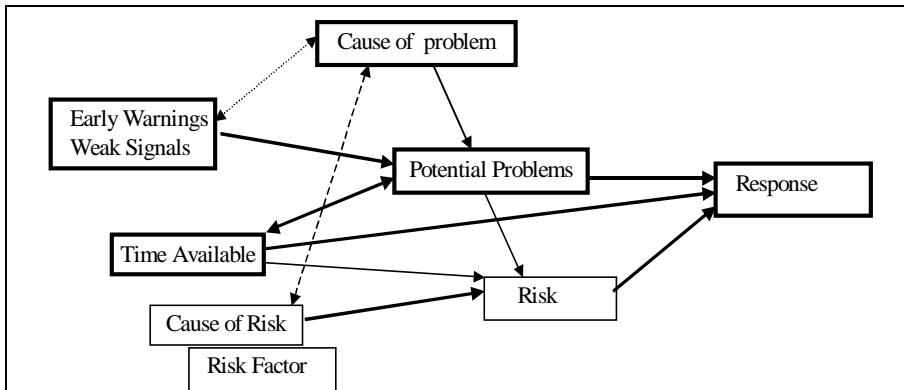 Cause of problem
Early Warnings
Weak Signals
Potential Problems
Response
Time Available
Risk
Cause of Risk
Risk Factor